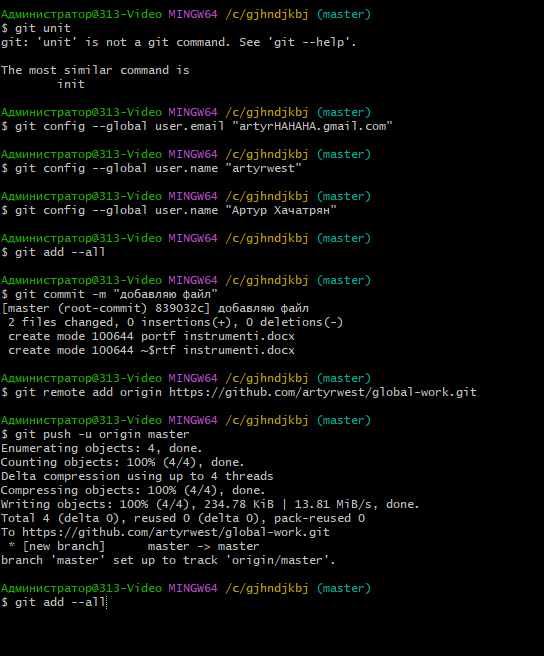 Администратор@313-Video MINGW64 /c/gjhndjkbj (master)
$ git unit
git: 'unit' is not a git command. See 'git --help'.
The most similar command is
init
Администратор@313-Video MINGW64 /c/gjhndjkbj (master)
$ git config --global user.email "artyrHAHAHA.gmail.com"
Администратор@313-Video MINGW64 /c/gjhndjkbj (master)
$ git config --global user.name "artyrwest"
Администратор@313-Video MINGW64 /c/gjhndjkbj (master)
$ git config --global user.name "Артур Хачатрян"
Администратор@313-Video MINGW64 /c/gjhndjkbj (master)
$ git add --all
Администратор@313-Video MINGW64 /c/gjhndjkbj (master)
$ git commit -m "добавляю файл"
[master (root-commit) 839032c] добавляю файл
2 files changed, 0 insertions(+), 0 deletions(-)
create mode 100644 portf instrumenti.docx
create mode 100644 ~$rtf instrumenti.docx
Администратор@313-Video MINGW64 /c/gjhndjkbj (master)
$ git remote add origin https://github.com/artyrwest/global-work.git
Администратор@313-Video MINGW64 /c/gjhndjkbj (master)
$ git push -u origin master
Enumerating objects: 4, done.
Counting objects: 100% (4/4), done.
Delta compression using up to 4 threads
Compressing objects: 100% (4/4), done.
Writing objects: 100% (4/4), 234.78 KiB | 13.81 MiB/s, done.
Total 4 (delta 0), reused 0 (delta 0), pack-reused 0
To https://github.com/artyrwest/global-work.git
* [new branch]      master -> master
branch 'master' set up to track 'origin/master'.
Администратор@313-Video MINGW64 /c/gjhndjkbj (master)
$ git add --all